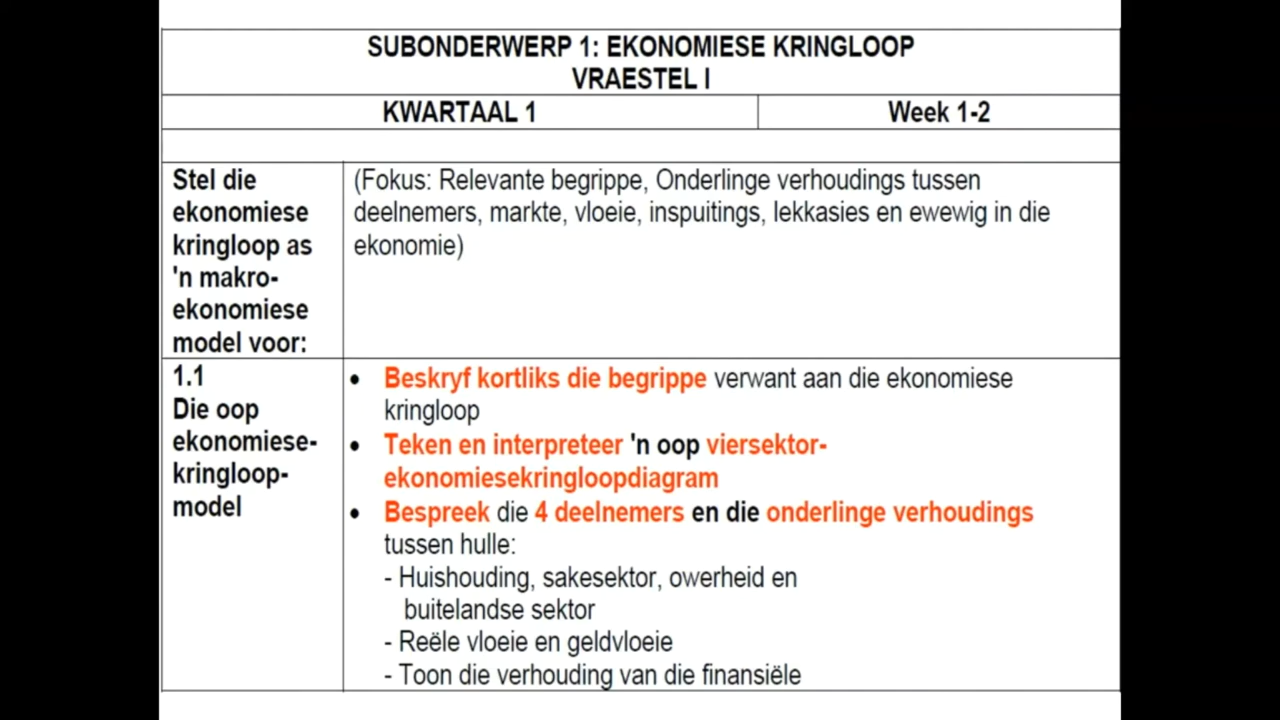 SUBONDERWERP 1: EKONOMIESE KRINGLOOP
VRAESTEL I
KWARTAAL 1
Week 1-2
Stel die
ekonomiese
kringloop as
'n makro-
ekonomiese
model voor:
(Fokus: Relevante begrippe, Onderlinge verhoudings tussen
deelnemers, markte, vloeie, inspuitings, lekkasies en ewewig in die
ekonomie)
1.1
Die oop
ekonomiese-
kringloop-
model
• Beskryf kortliks die begrippe verwant aan die ekonomiese
kringloop
• Teken en interpreteer 'n oop viersektor-
ekonomiesekringloopdiagram
• Bespreek die 4 deelnemers en die onderlinge verhoudings
tussen hulle:
- Huishouding, sakesektor, owerheid en
buitelandse sektor
- Reële vloeie en geldvloeie
- Toon die verhouding van die finansiële